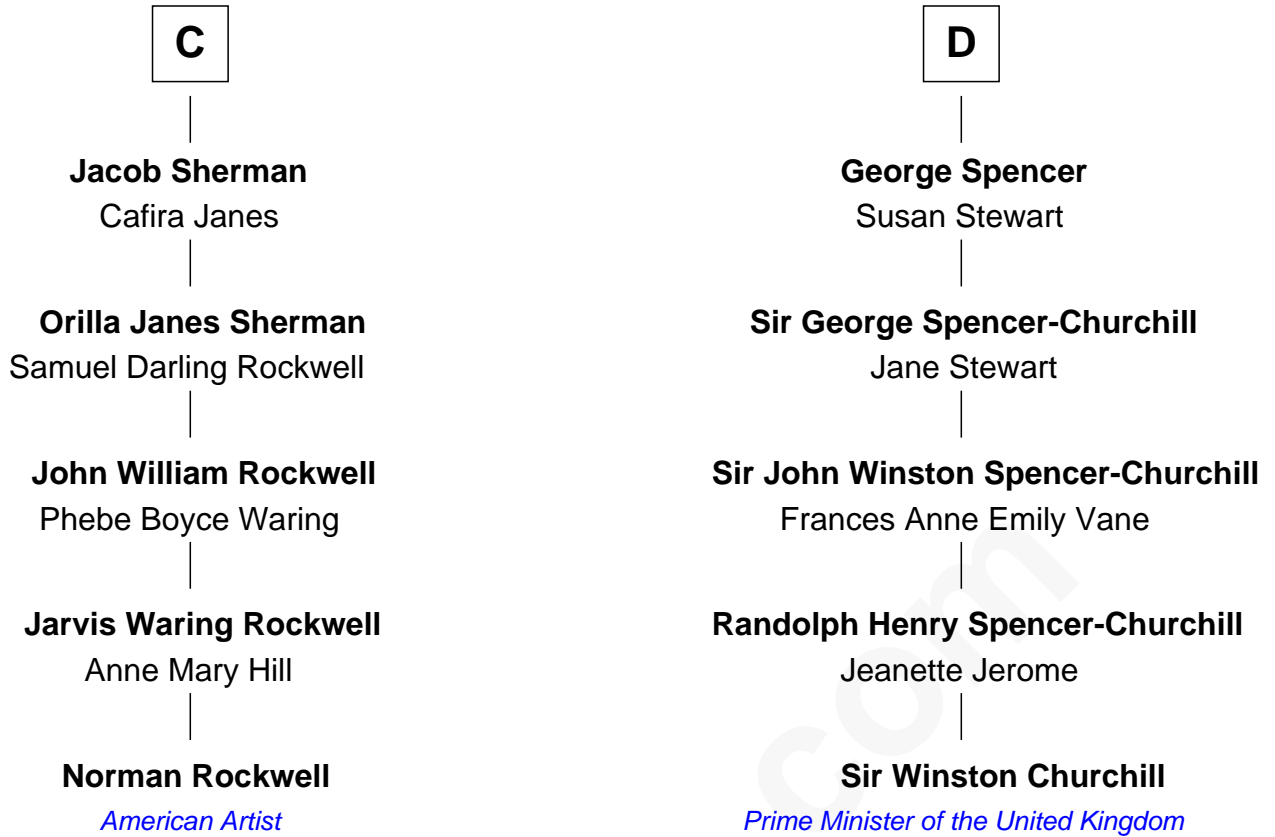 C
Jacob Sherman
Cafira Janes
Orilla Janes Sherman
Samuel Darling Rockwell
John William Rockwell
Phebe Boyce Waring
Jarvis Waring Rockwell
Anne Mary Hill
Norman Rockwell
American Artist
D
George Spencer
Susan Stewart
Sir George Spencer-Churchill
Jane Stewart
Sir John Winston Spencer-Churchill
Frances Anne Emily Vane
Randolph Henry Spencer-Churchill
Jeanette Jerome
Sir Winston Churchill
Prime Minister of the United Kingdom
com